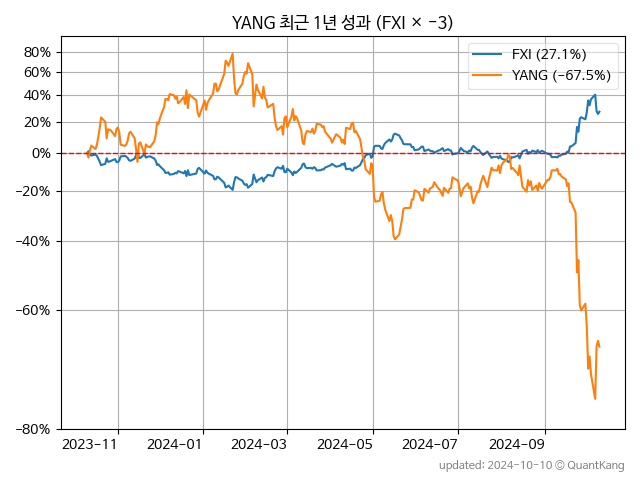 YANG 최근 1년 성과 (FXI × −3)
FXI (27.1%)
YANG (−67.5%)
80%
60%
40%
20%
0%
−20%
−40%
−60%
−80%
2023-11 2024-01 2024-03 2024-05 2024-07 2024-09
updated: 2024-10-10 © QuantKang